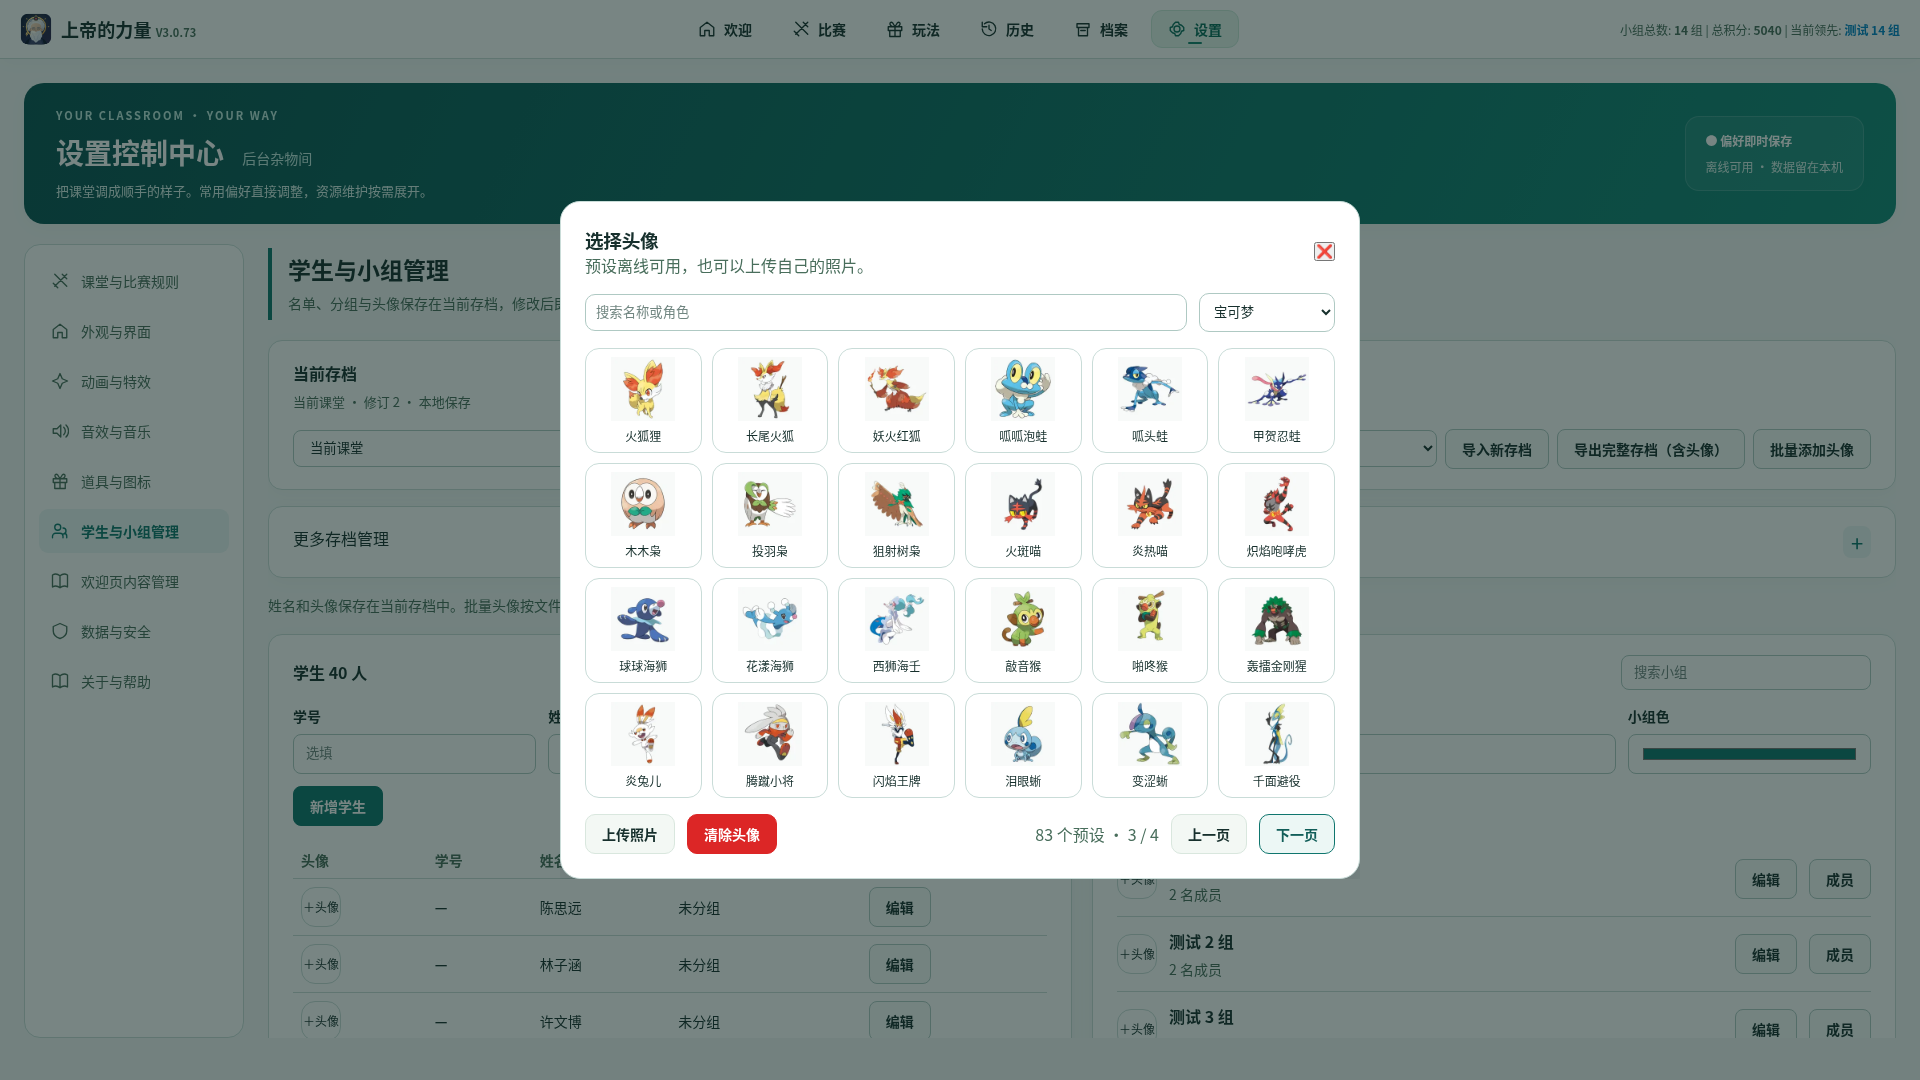 上帝的力量 V3.0.73
欢迎
比赛
玩法
历史
档案
设置
小组总数: 14 组 | 总积分: 5040 | 当前领先: 测试 14 组
YOUR CLASSROOM · YOUR WAY
设置控制中心 后台杂物间
把课堂调成顺手的样子。常用偏好直接调整，资源维护按需展开。
偏好即时保存
离线可用 · 数据留在本机
课堂与比赛规则
外观与界面
动画与特效
音效与音乐
道具与图标
学生与小组管理
欢迎页内容管理
数据与安全
关于与帮助
学生与小组管理
名单、分组与头像保存在当前存档，修改后
当前存档
当前课堂 · 修订 2 · 本地保存
当前课堂
导入新存档
导出完整存档（含头像）
批量添加头像
更多存档管理
+
姓名和头像保存在当前存档中。批量头像按文件
学生 40 人
学号
选填
新增学生
头像 学号
+头像 — 陈思远 未分组 编辑
+头像 — 林子涵 未分组 编辑
+头像 — 许文博 未分组 编辑
搜索小组
小组色
+头像
2 名成员
编辑 成员
+头像
测试 2 组
2 名成员
编辑 成员
+头像
测试 3 组
编辑 成员
选择头像
预设离线可用，也可以上传自己的照片。
搜索名称或角色
宝可梦
火狐狸 长尾火狐 妖火红狐 呱呱泡蛙 呱头蛙 甲贺忍蛙
木木枭 投羽枭 狙射树枭 火斑喵 炎热喵 炽焰咆哮虎
球球海狮 花漾海狮 西狮海壬 敲音猴 啪咚猴 轰擂金刚猩
炎兔儿 腾蹴小将 闪焰王牌 泪眼蜥 变涩蜥 千面避役
上传照片
清除头像
83 个预设 · 3 / 4
上一页
下一页